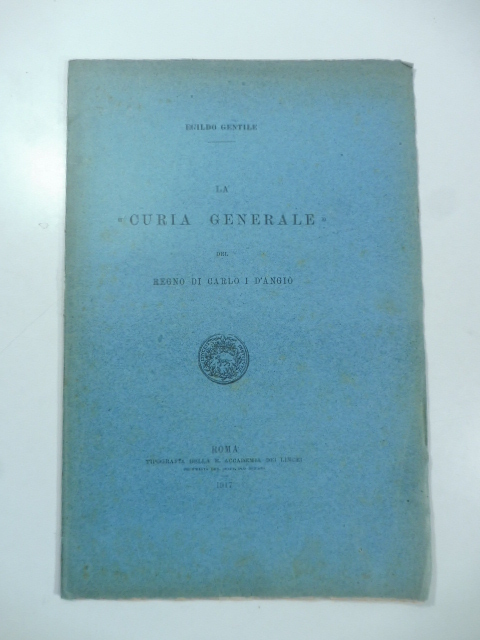 EGILDO GENTILE
LA
"CURIA GENERALE"
DEL
REGNO DI CARLO I D'ANGIÒ
ROMA
TIPOGRAFIA DELLA R. ACCADEMIA DEI LINCEI
1917